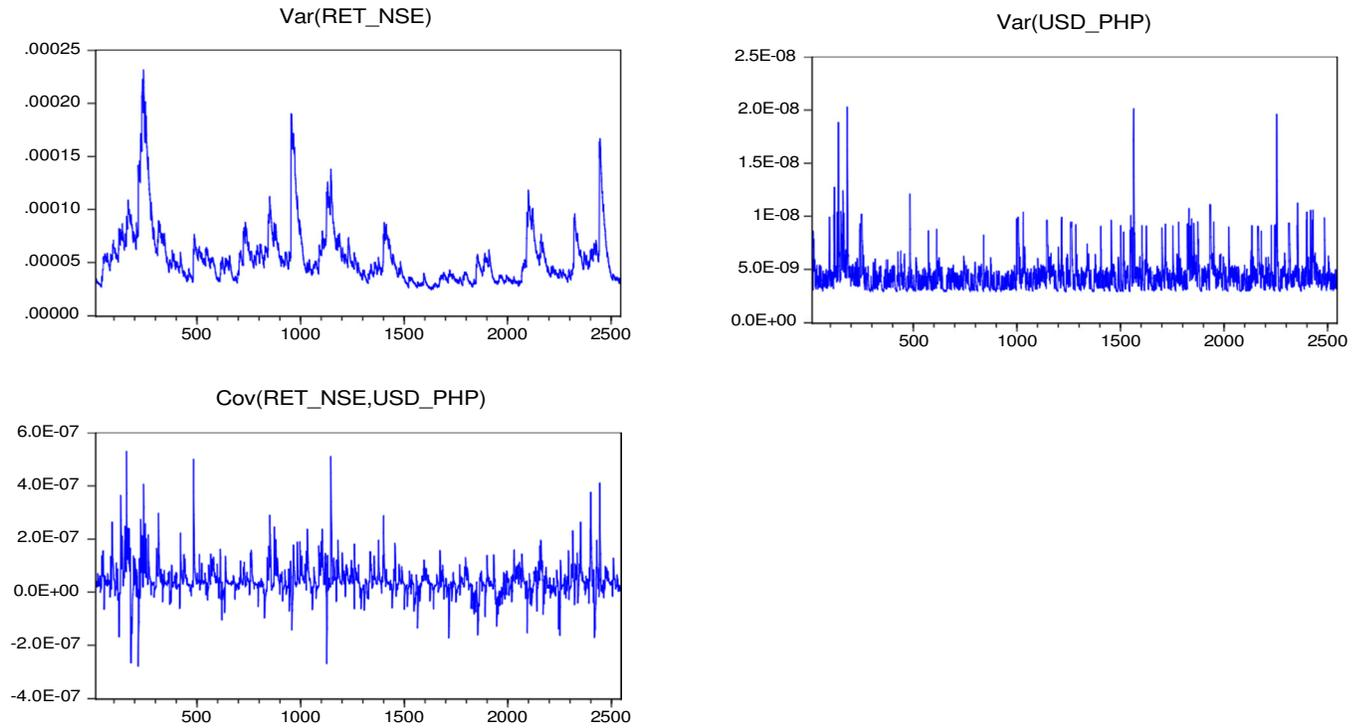 Var(RET_NSE)
.00025
.00020
.00015
.00010
.00005
.00000
500 1000 1500 2000 2500
Var(USD_PHP)
2.5E-08
2.0E-08
1.5E-08
1E-08
5.0E-09
0.0E+00
500 1000 1500 2000 2500
Cov(RET_NSE,USD_PHP)
6.0E-07
4.0E-07
2.0E-07
0.0E+00
-2.0E-07
-4.0E-07
500 1000 1500 2000 2500